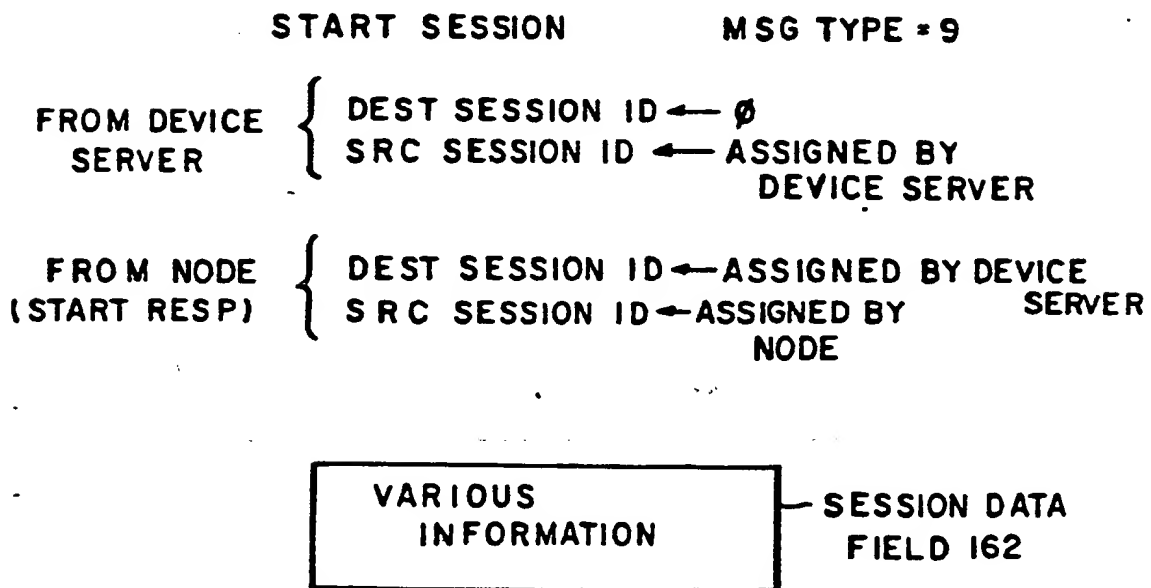 START SESSION MSG TYPE = 9
FROM DEVICE SERVER { DEST SESSION ID ← ∅
SRC SESSION ID ← ASSIGNED BY DEVICE SERVER
FROM NODE (START RESP) { DEST SESSION ID ← ASSIGNED BY DEVICE SERVER
SRC SESSION ID ← ASSIGNED BY NODE
VARIOUS INFORMATION
SESSION DATA FIELD 162